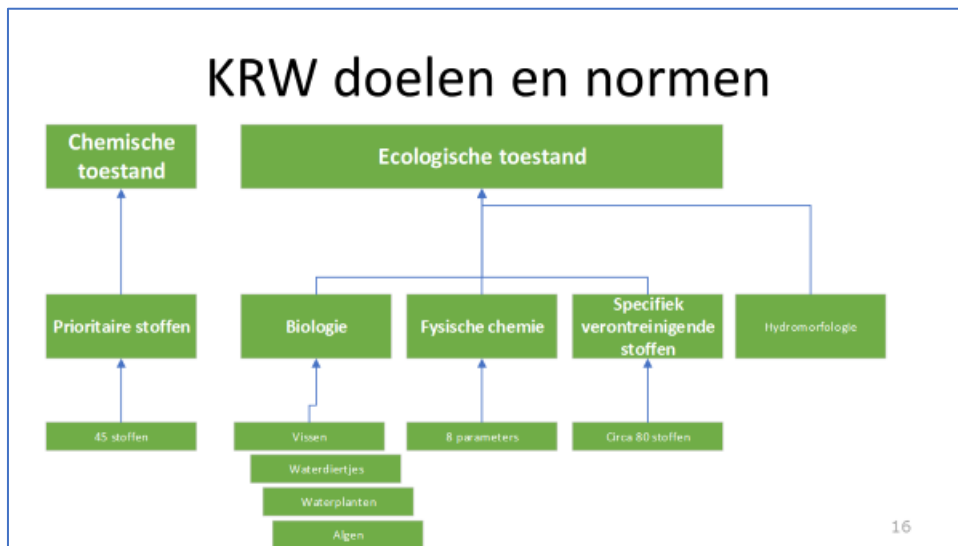 KRW doelen en normen
Chemische
toestand
Ecologische toestand
Prioritaire stoffen
Biologie
Fysische chemie
Specifiek
verontreinigende
stoffen
Hydromorfologie
45 stoffen
Vissen
8 parameters
Circa 80 stoffen
Waterdiertjes
Waterplanten
Algen
16